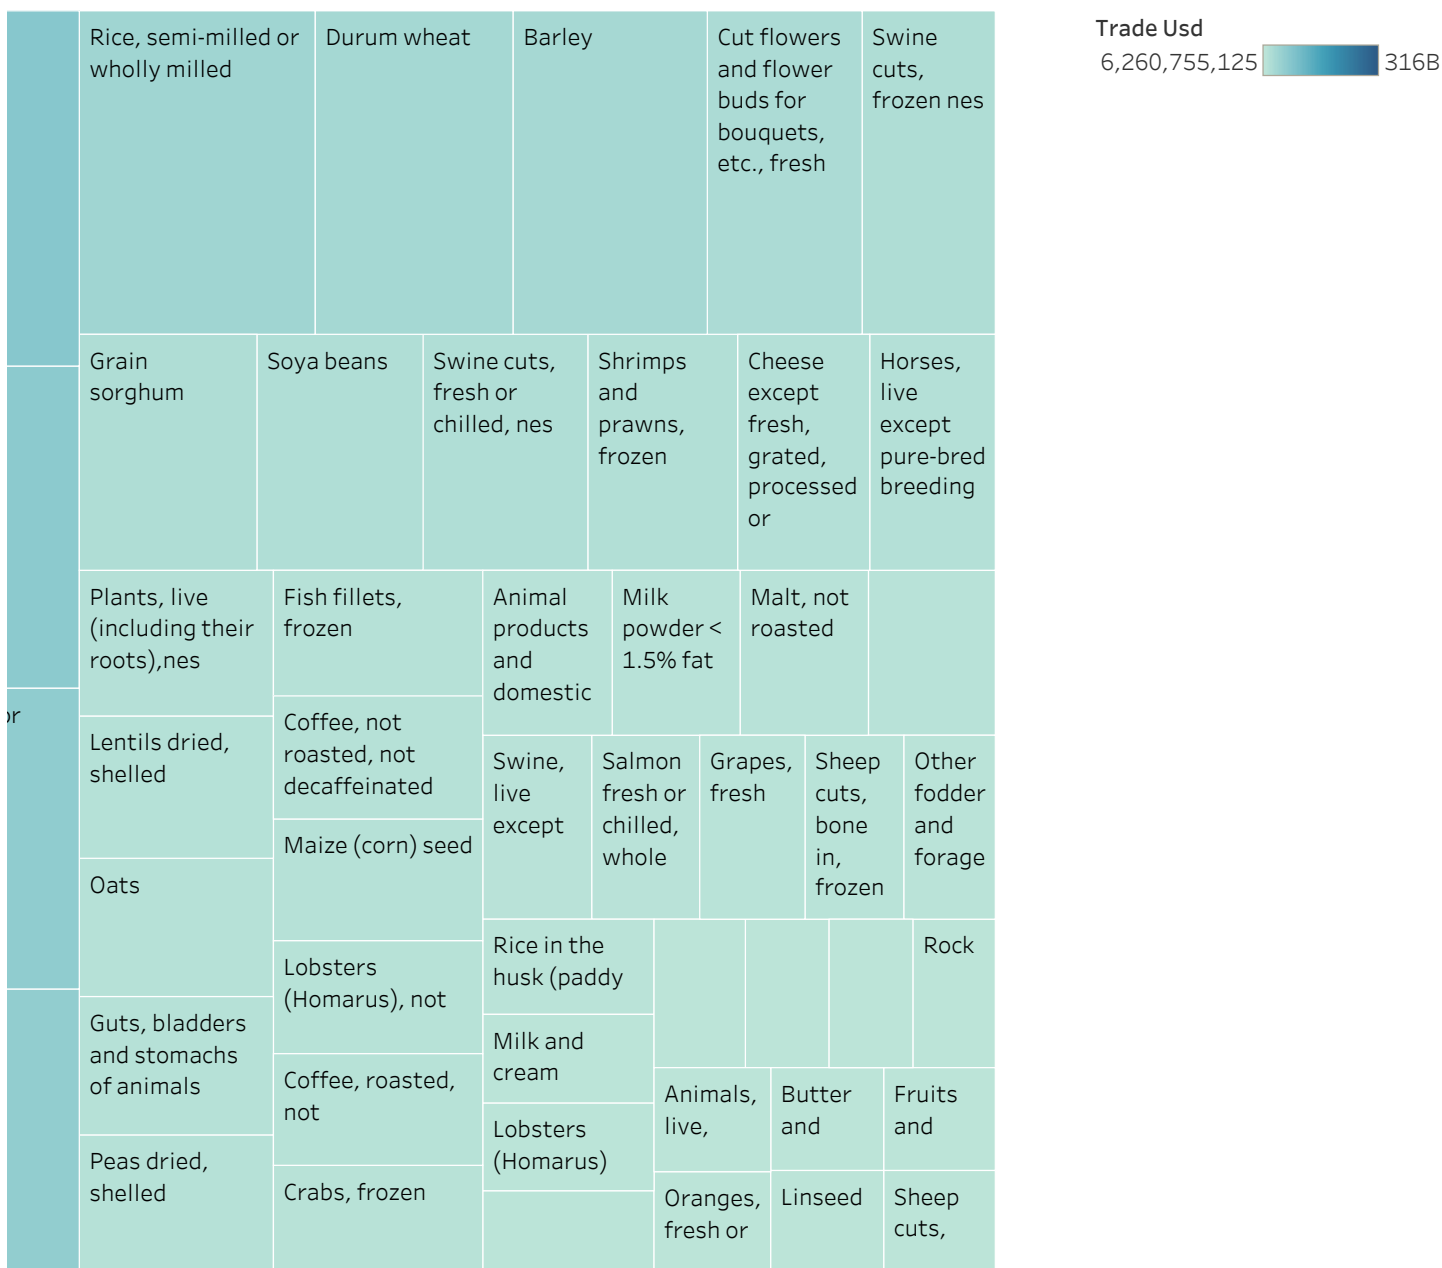 Rice, semi-milled or
wholly milled
Durum wheat
Barley
Cut flowers
and flower
buds for
bouquets,
etc., fresh
Swine
cuts,
frozen nes
Grain
sorghum
Soya beans
Swine cuts,
fresh or
chilled, nes
Shrimps
and
prawns,
frozen
Cheese
except
fresh,
grated,
processed
or
Horses,
live
except
pure-bred
breeding
Plants, live
(including their
roots),nes
Fish fillets,
frozen
Animal
products
and
domestic
Milk
powder <
1.5% fat
Malt, not
roasted
or
Lentils dried,
shelled
Coffee, not
roasted, not
decaffeinated
Swine,
live
except
Salmon
fresh or
chilled,
whole
Grapes,
fresh
Sheep
cuts,
bone
in,
frozen
Other
fodder
and
forage
Maize (corn) seed
Oats
Rice in the
husk (paddy
Rock
Lobsters
(Homarus), not
Guts, bladders
and stomachs
of animals
Milk and
cream
Coffee, roasted,
not
Animals,
live,
Butter
and
Fruits
and
Lobsters
(Homarus)
Peas dried,
shelled
Crabs, frozen
Oranges,
fresh or
Linseed
Sheep
cuts,
Trade Usd
6,260,755,125 316B